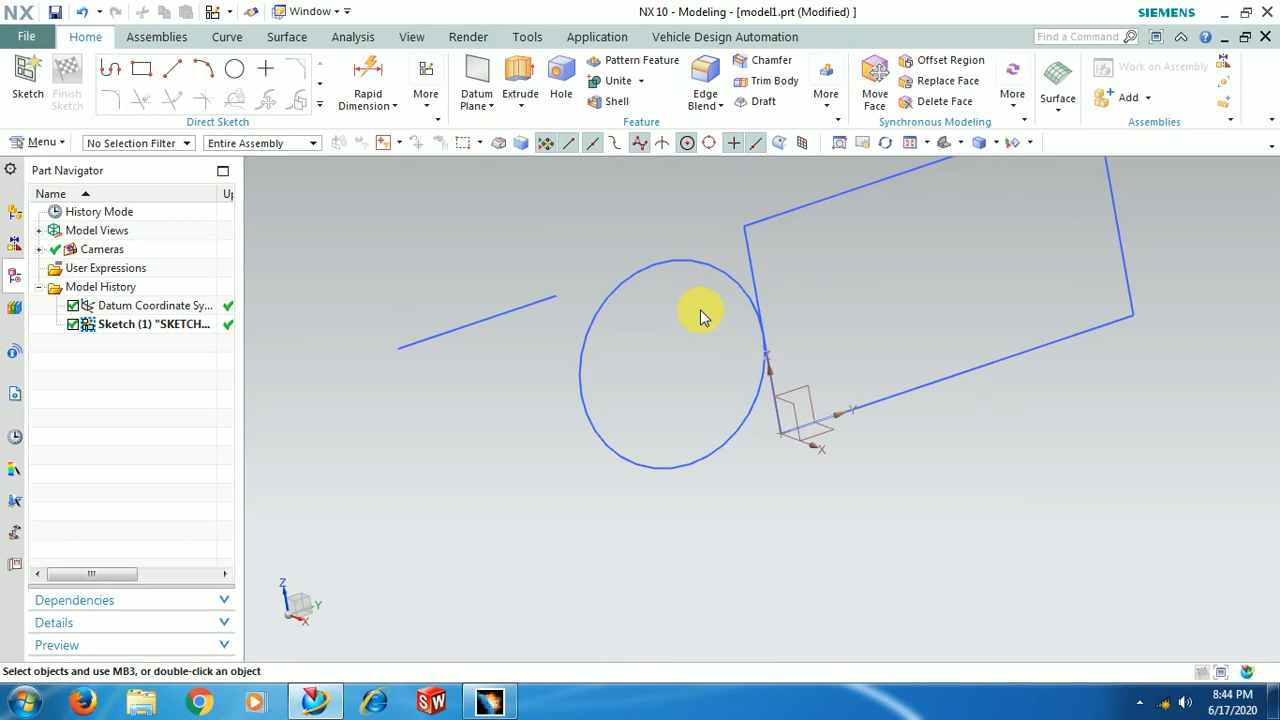 NX Window NX 10 - Modeling - [model1.prt (Modified) ] SIEMENS
File Home Assemblies Curve Surface Analysis View Render Tools Application Vehicle Design Automation Find a Command
Sketch Finish Sketch Direct Sketch
Rapid Dimension More
Datum Plane Extrude Hole Pattern Feature Unite Shell Edge Blend Chamfer Trim Body Draft More Feature
Move Face Offset Region Replace Face Delete Face More Synchronous Modeling
Surface
Work on Assembly Add Assemblies
Menu No Selection Filter Entire Assembly
Part Navigator
Name Up
History Mode
Model Views
Cameras
User Expressions
Model History
Datum Coordinate Sy...
Sketch (1) "SKETCH...
Dependencies
Details
Preview
Z
Y
X
Z
Y
X
Select objects and use MB3, or double-click an object
SW
8:44 PM
6/17/2020